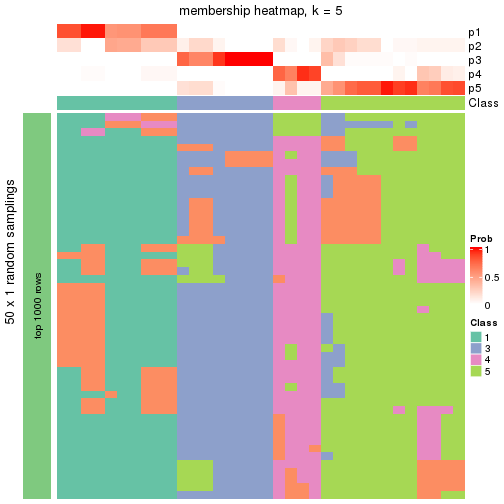 membership heatmap, k = 5
p1
p2
p3
p4
p5
Class
50 x 1 random samplings
top 1000 rows
Prob
1
0.5
0
Class
1
3
4
5